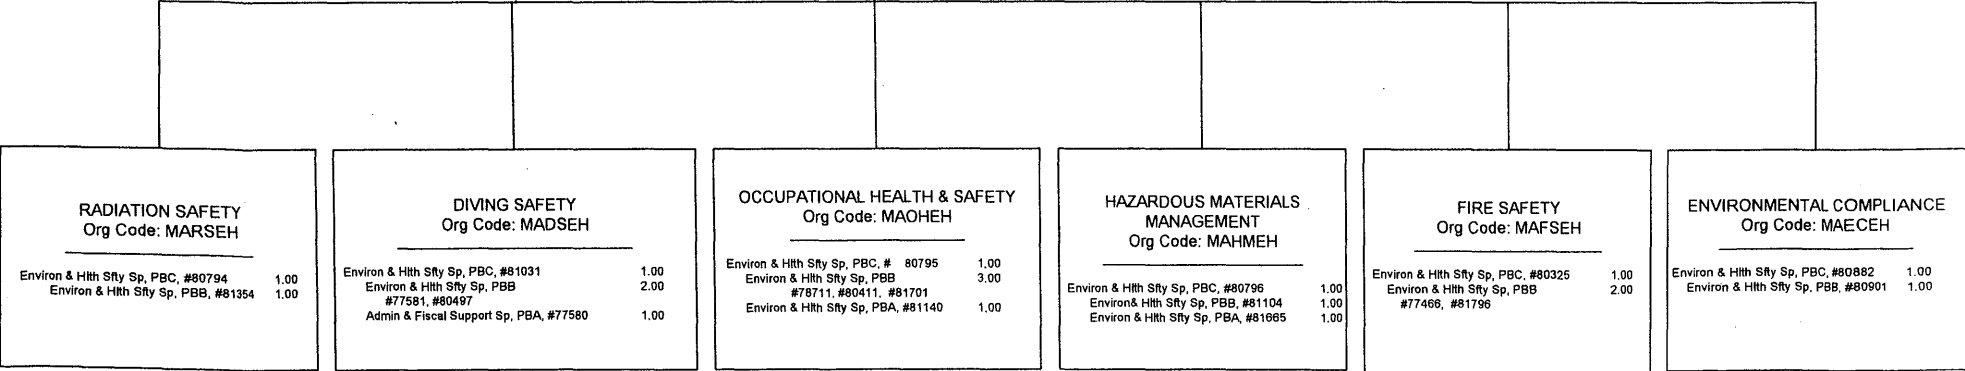 RADIATION SAFETY
Org Code: MARSEH
Environ & Hlth Sfty Sp, PBC, #80794 1.00
Environ & Hlth Sfty Sp, PBB, #81354 1.00
DIVING SAFETY
Org Code: MADSEH
Environ & Hlth Sfty Sp, PBC, #81031 1.00
Environ & Hlth Sfty Sp, PBB 2.00
#77581, #80497
Admin & Fiscal Support Sp, PBA, #77580 1.00
OCCUPATIONAL HEALTH & SAFETY
Org Code: MAOHEH
Environ & Hlth Sfty Sp, PBC, # 80795 1.00
Environ & Hlth Sfty Sp, PBB 3.00
#78711, #80411, #81701
Environ & Hlth Sfty Sp, PBA, #81140 1.00
HAZARDOUS MATERIALS
MANAGEMENT
Org Code: MAHMEH
Environ & Hlth Sfty Sp, PBC, #80796 1.00
Environ& Hlth Sfty Sp, PBB, #81104 1.00
Environ & Hlth Sfty Sp, PBA, #81665 1.00
FIRE SAFETY
Org Code: MAFSEH
Environ & Hlth Sfty Sp, PBC, #80325 1.00
Environ & Hlth Sfty Sp, PBB 2.00
#77466, #81796
ENVIRONMENTAL COMPLIANCE
Org Code: MAECEH
Environ & Hlth Sfty Sp, PBC, #80882 1.00
Environ & Hlth Sfty Sp, PBB, #80901 1.00